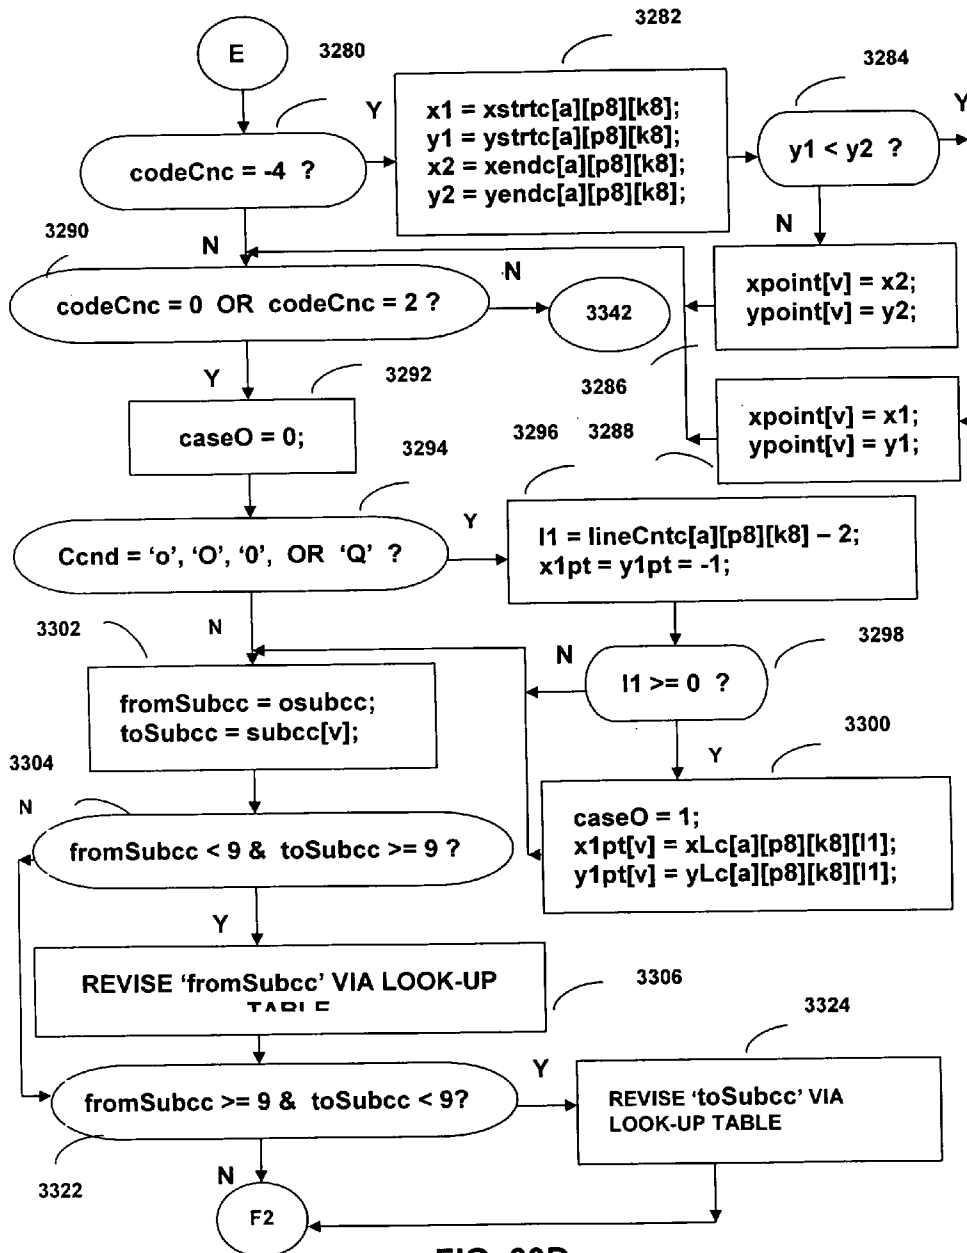 3282
E
3280
3284
Y
Y
x1 = xstrtc[a][p8][k8];
y1 = ystrtc[a][p8][k8];
x2 = xendc[a][p8][k8];
y2 = yendc[a][p8][k8];
codeCnc = -4 ?
y1 < y2 ?
3290
N
N
N
codeCnc = 0 OR codeCnc = 2 ?
3342
xpoint[v] = x2;
ypoint[v] = y2;
Y
3292
3286
caseO = 0;
xpoint[v] = x1;
ypoint[v] = y1;
3294
3296
3288
Y
Ccnd = ‘o’, ‘O’, ‘0’, OR ‘Q’ ?
l1 = lineCntc[a][p8][k8] – 2;
x1pt = y1pt = -1;
3302
N
3298
N
l1 >= 0 ?
fromSubcc = osubcc;
toSubcc = subcc[v];
3300
Y
3304
N
caseO = 1;
x1pt[v] = xLc[a][p8][k8][l1];
y1pt[v] = yLc[a][p8][k8][l1];
fromSubcc < 9 & toSubcc >= 9 ?
Y
REVISE ‘fromSubcc’ VIA LOOK-UP
TABLE
3306
3324
Y
fromSubcc >= 9 & toSubcc < 9?
REVISE ‘toSubcc’ VIA
LOOK-UP TABLE
3322
N
F2